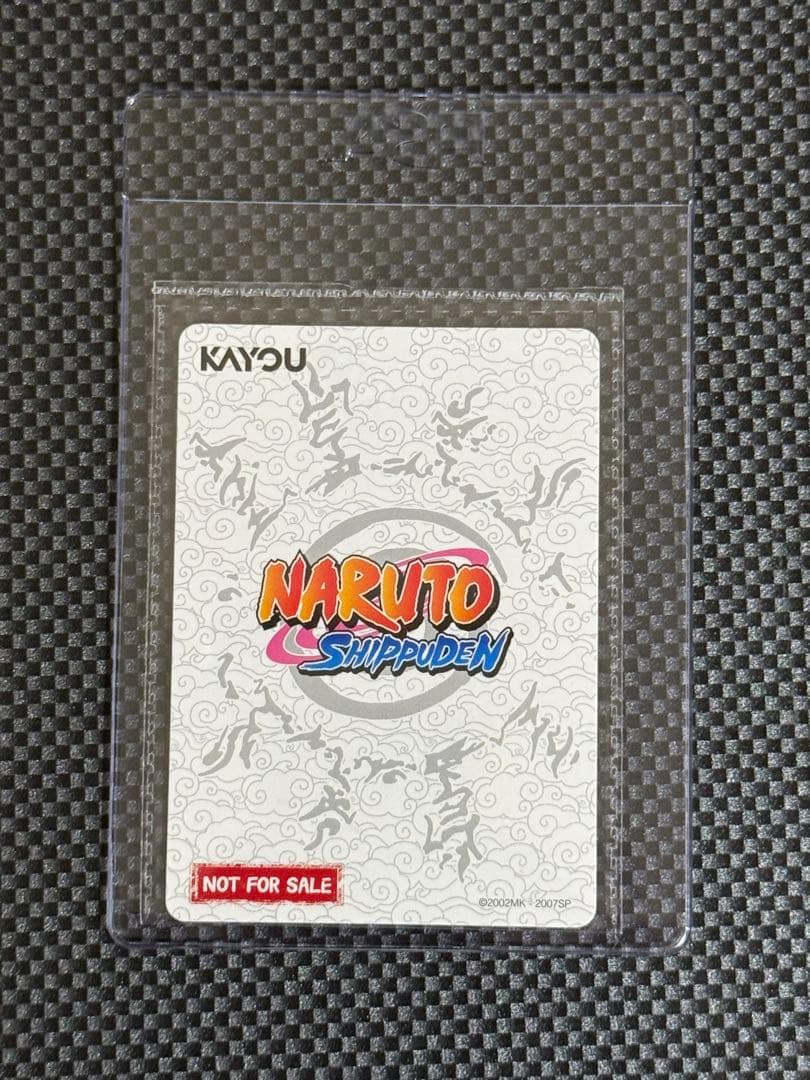 KAYOU
NARUTO
SHIPPUDEN
NOT FOR SALE
©2002MK - 2007SP